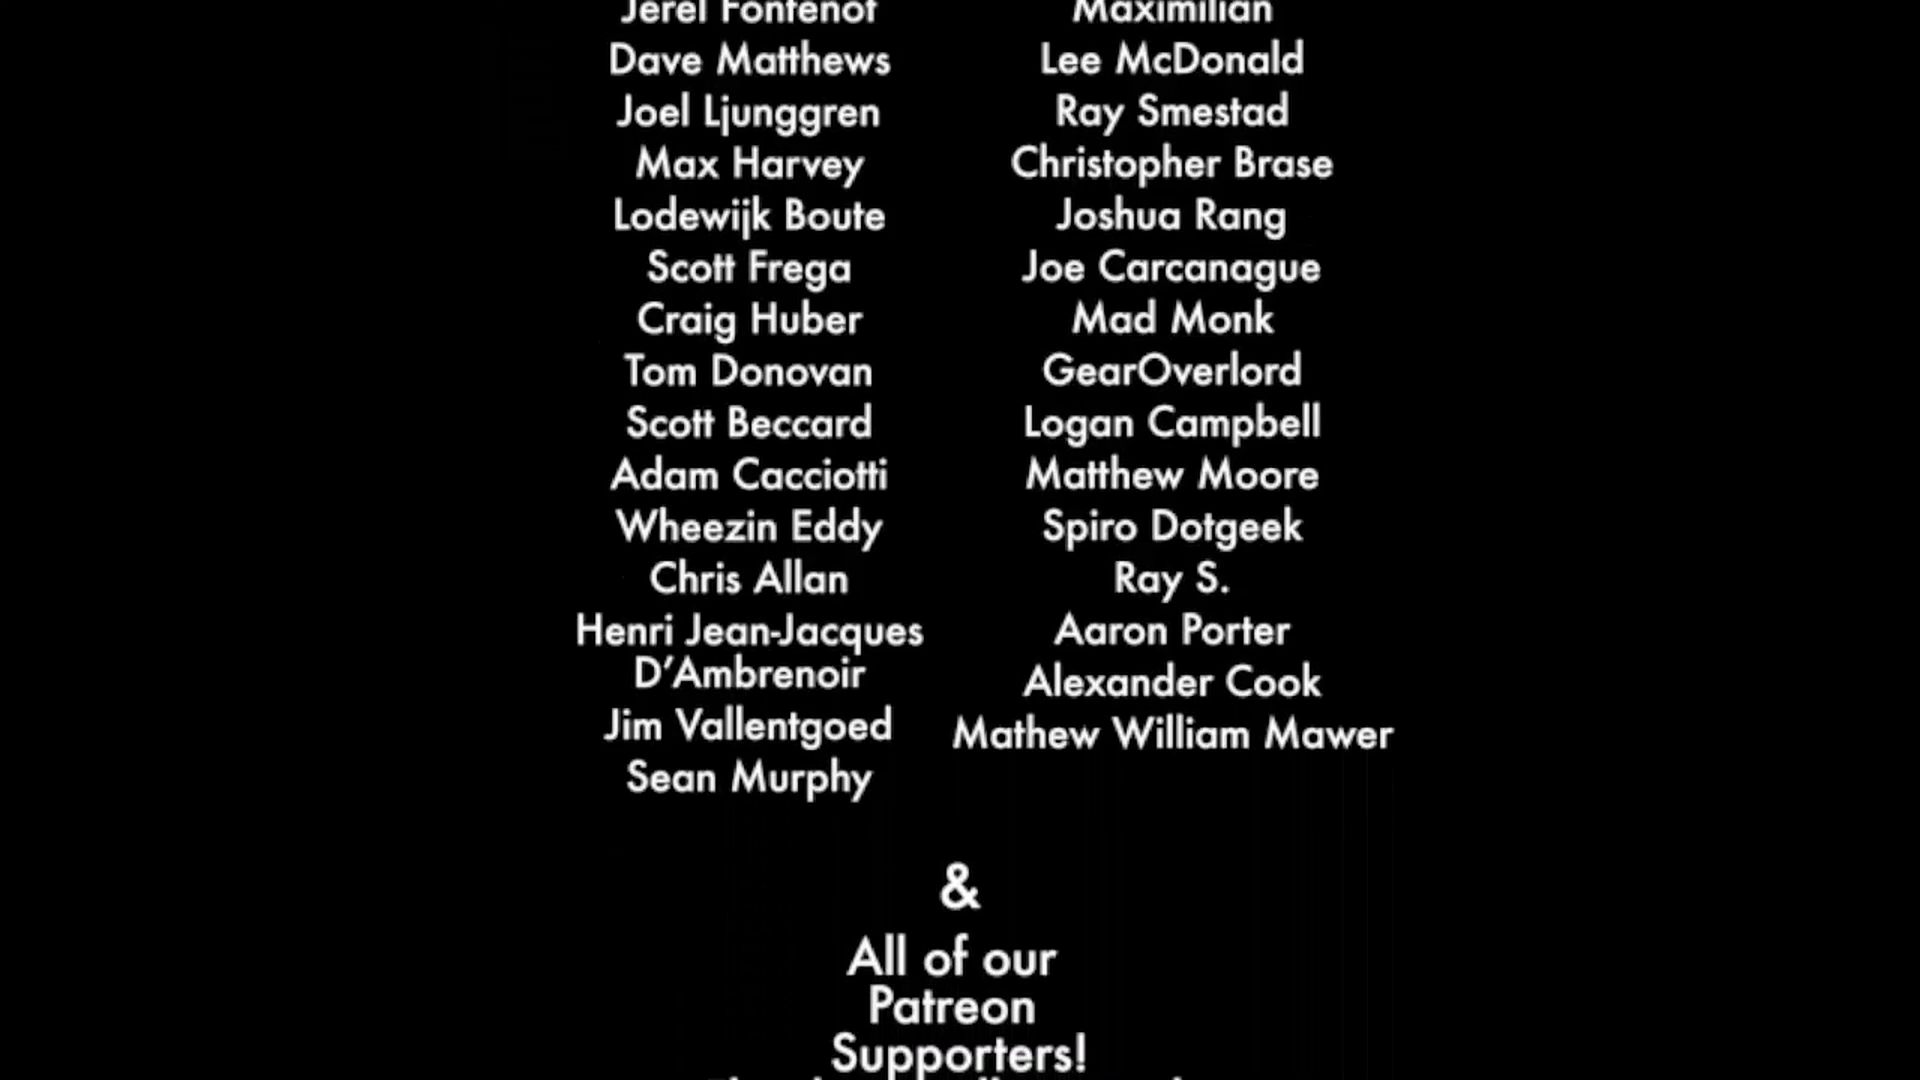 Jerel Fontenot
Dave Matthews
Joel Ljunggren
Max Harvey
Lodewijk Boute
Scott Frega
Craig Huber
Tom Donovan
Scott Beccard
Adam Cacciotti
Wheezin Eddy
Chris Allan
Henri Jean-Jacques
D’Ambrenoir
Jim Vallentgoed
Sean Murphy
Maximilian
Lee McDonald
Ray Smestad
Christopher Brase
Joshua Rang
Joe Carcanague
Mad Monk
GearOverlord
Logan Campbell
Matthew Moore
Spiro Dotgeek
Ray S.
Aaron Porter
Alexander Cook
Mathew William Mawer
&
All of our
Patreon
Supporters!